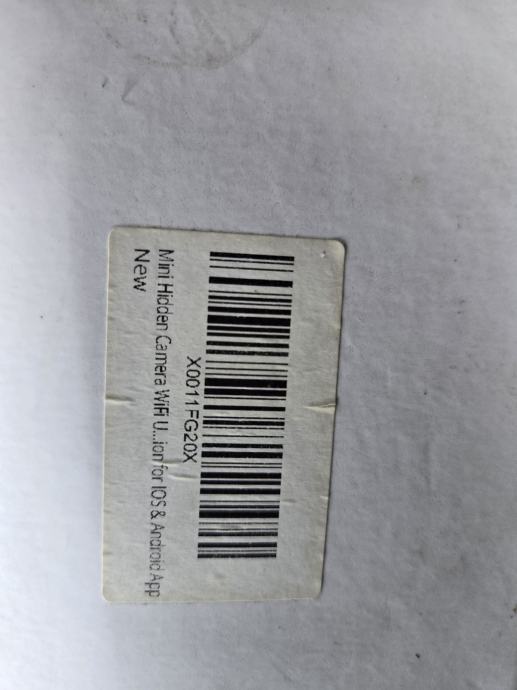 X0011FG20X
Mini Hidden Camera WiFi U...ion for IOS & Android App
New